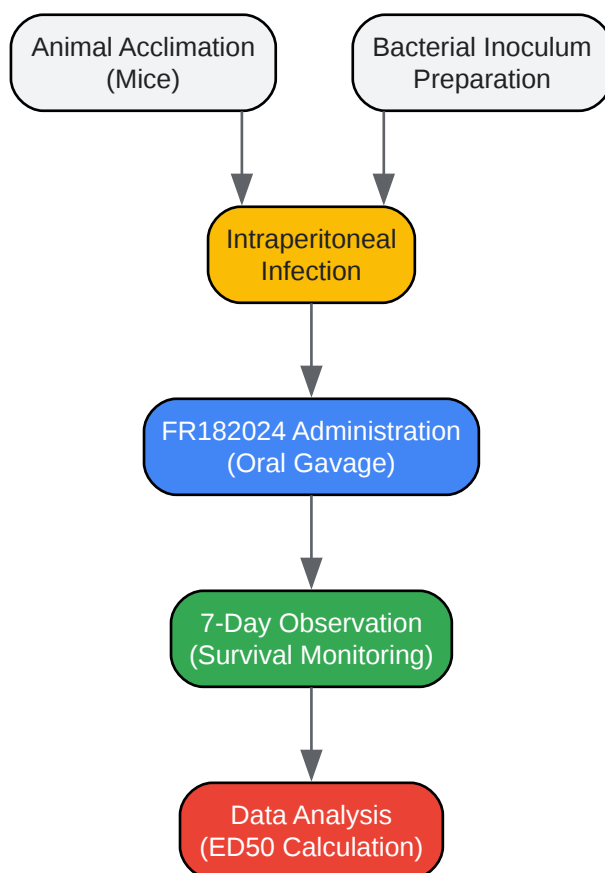 Animal Acclimation
(Mice)
Bacterial Inoculum
Preparation
Intraperitoneal
Infection
FR182024 Administration
(Oral Gavage)
7-Day Observation
(Survival Monitoring)
Data Analysis
(ED50 Calculation)